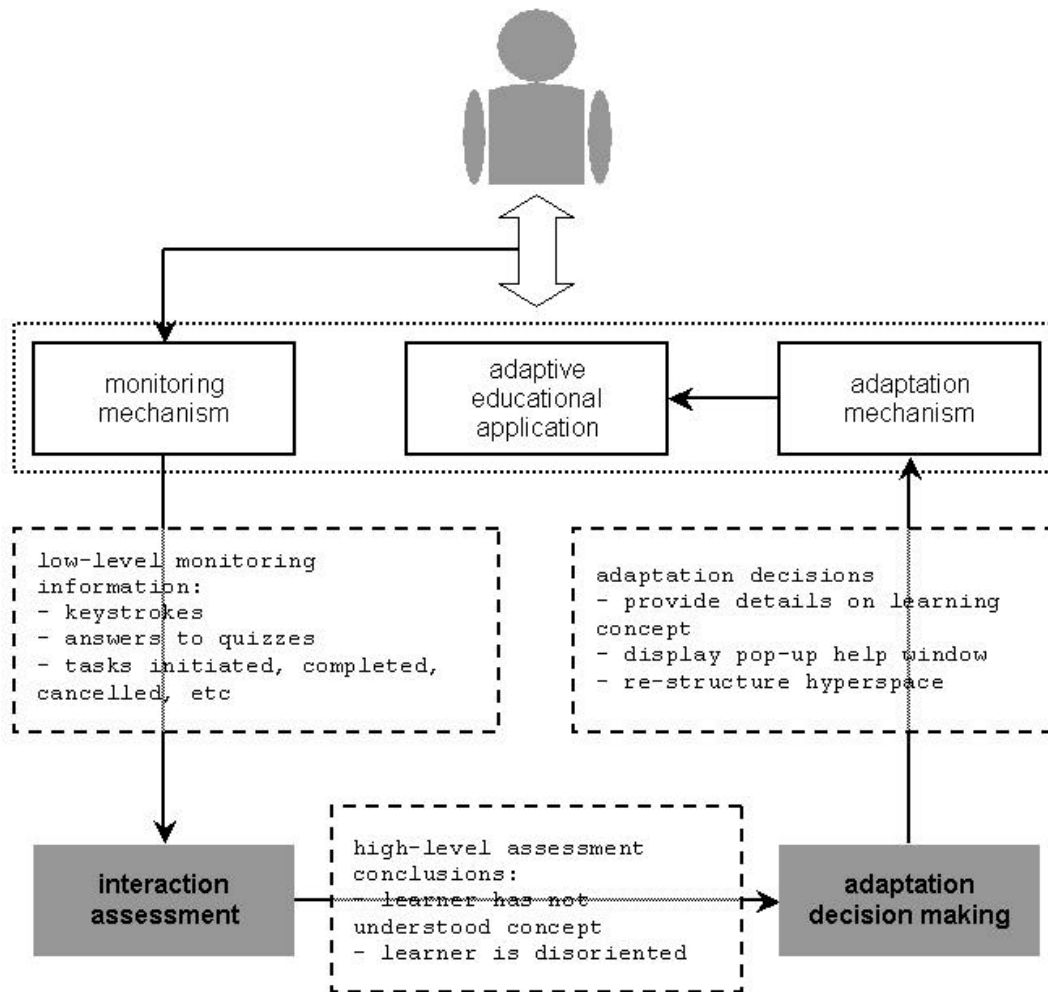 monitoring
mechanism
adaptive
educational
application
adaptation
mechanism
low-level monitoring
information:
- keystrokes
- answers to quizzes
- tasks initiated, completed,
cancelled, etc
adaptation decisions
- provide details on learning
concept
- display pop-up help window
- re-structure hyperspace
interaction
assessment
high-level assessment
conclusions:
- learner has not
understood concept
- learner is disoriented
adaptation
decision making